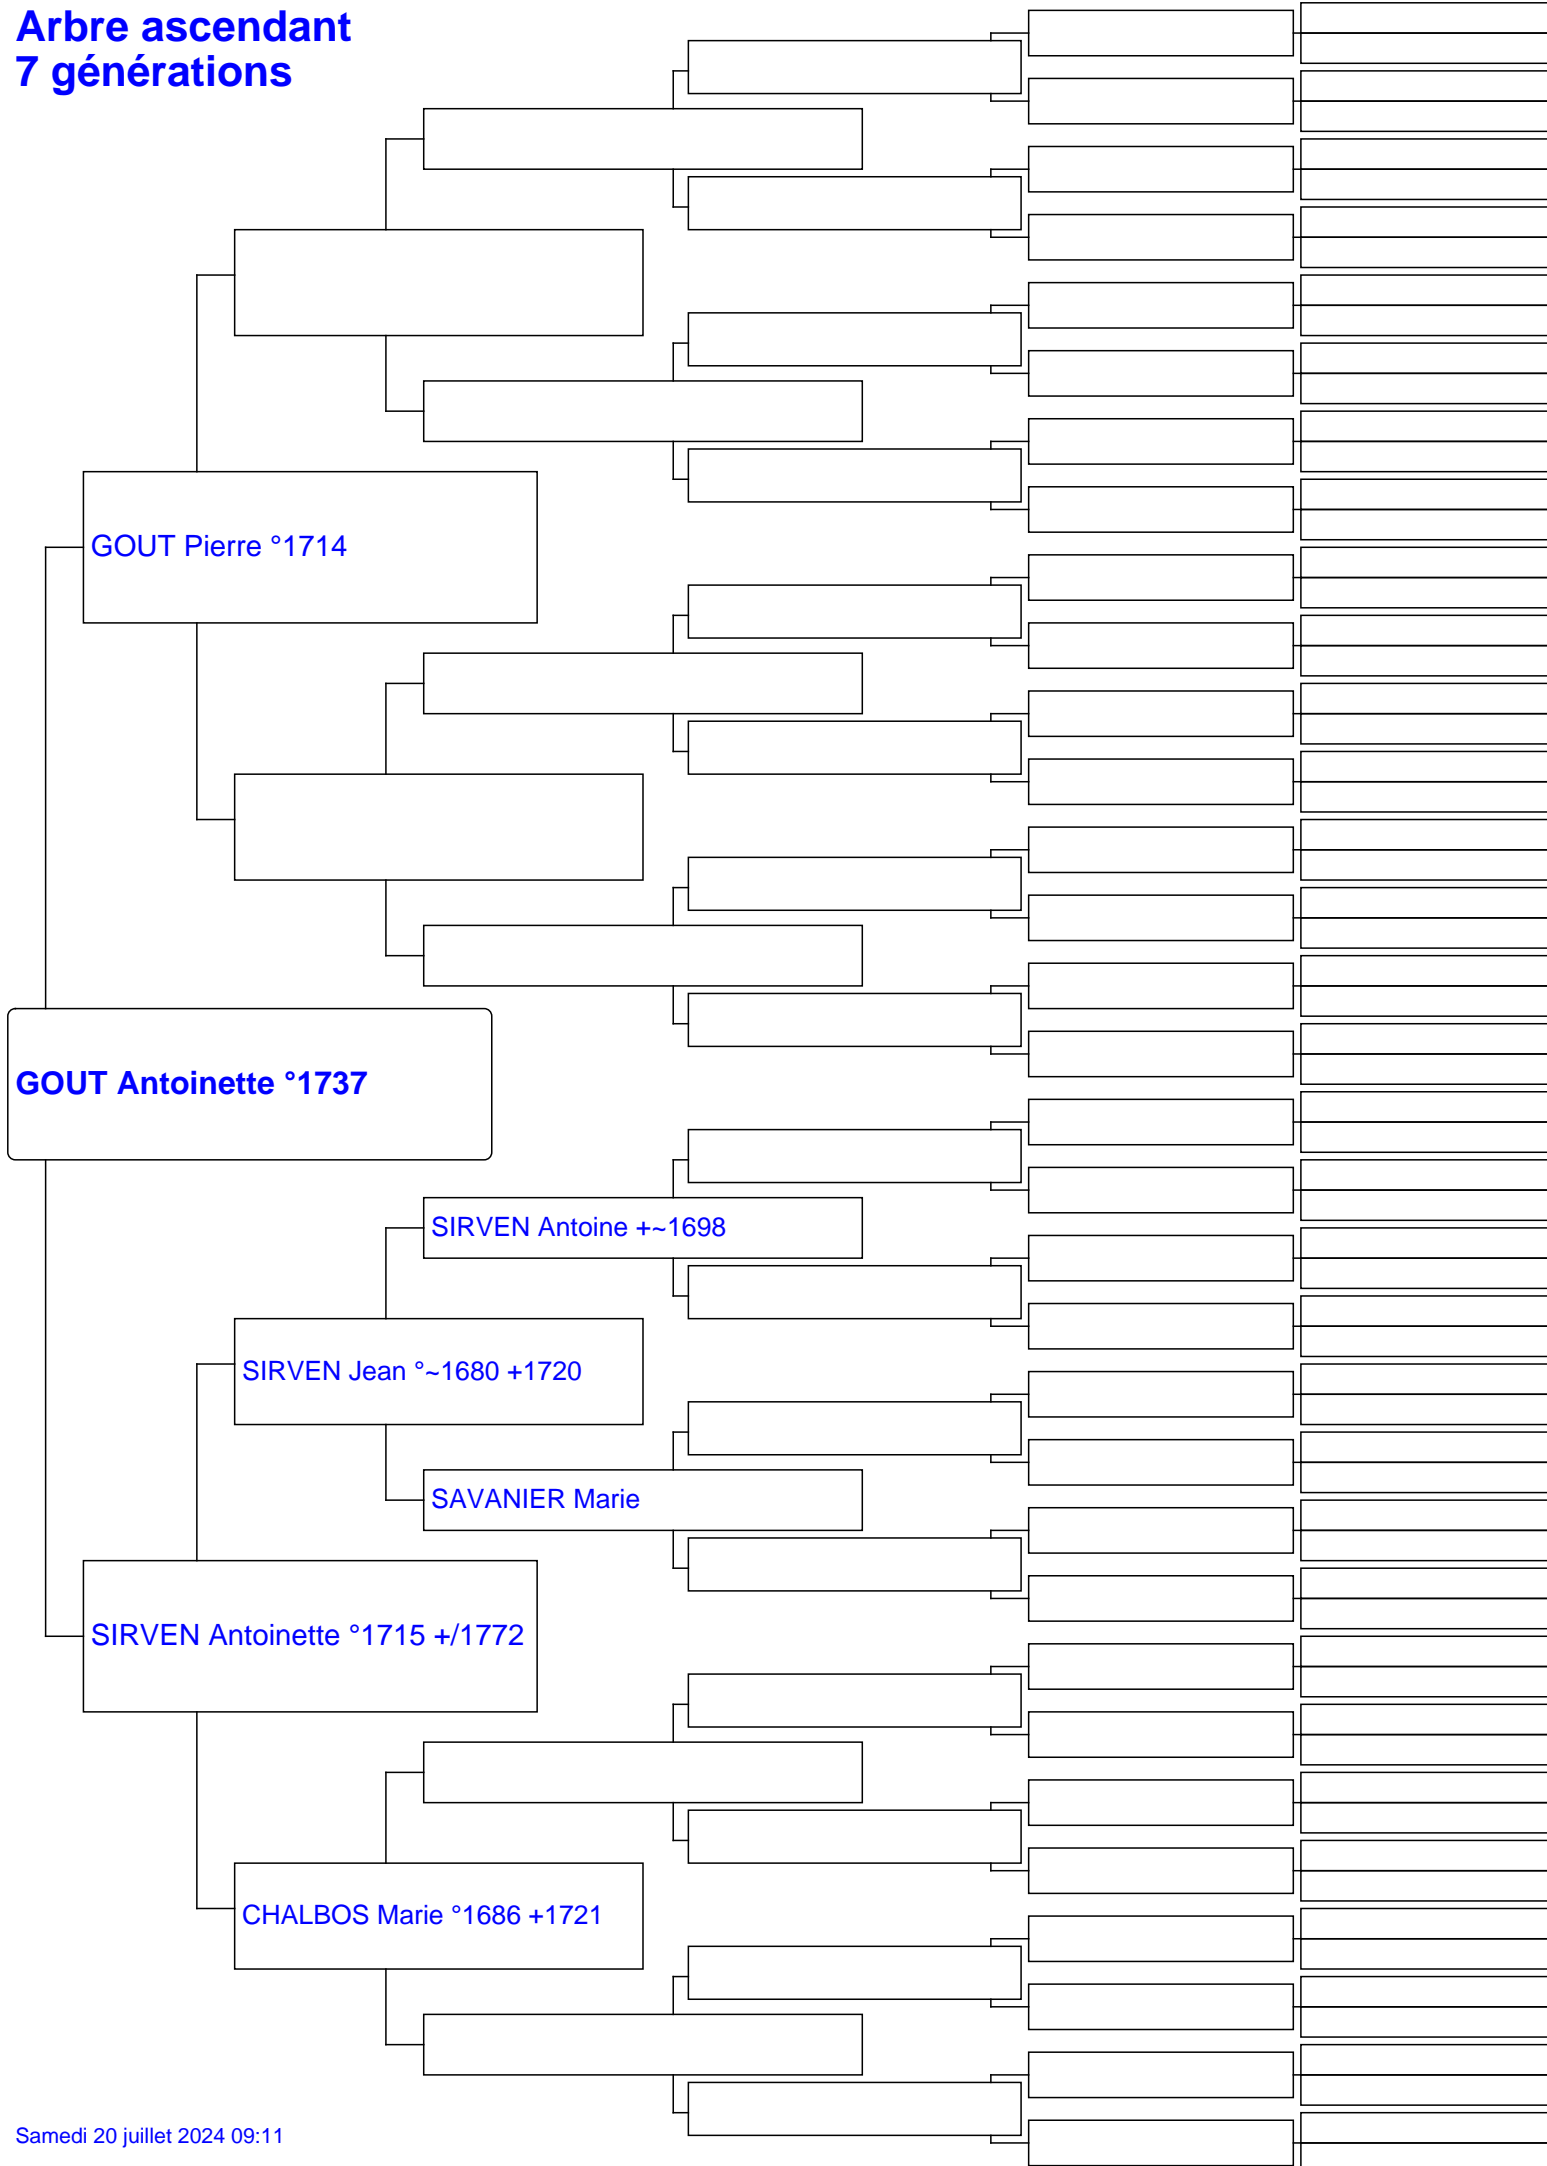 Arbre ascendant
7 générations
GOUT Pierre °1714
GOUT Antoinette °1737
SIRVEN Antoine +~1698
SIRVEN Jean °~1680 +1720
SAVANIER Marie
SIRVEN Antoinette °1715 +/1772
CHALBOS Marie °1686 +1721
Samedi 20 juillet 2024 09:11